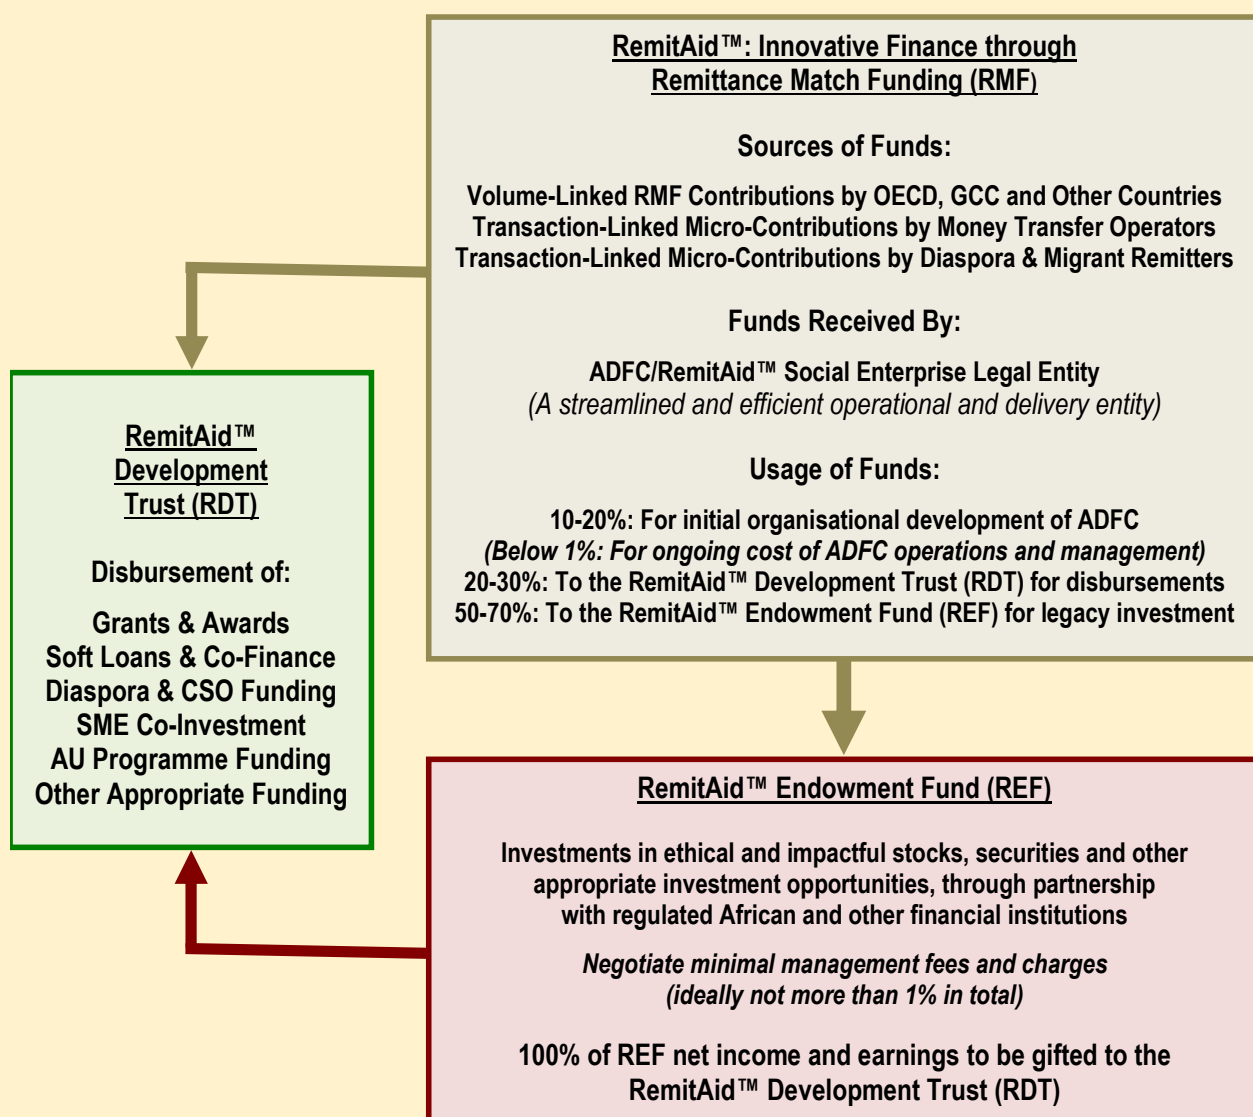 RemitAid™: Innovative Finance through
Remittance Match Funding (RMF)
Sources of Funds:
Volume-Linked RMF Contributions by OECD, GCC and Other Countries
Transaction-Linked Micro-Contributions by Money Transfer Operators
Transaction-Linked Micro-Contributions by Diaspora & Migrant Remitters
Funds Received By:
ADFC/RemitAid™ Social Enterprise Legal Entity
(A streamlined and efficient operational and delivery entity)
Usage of Funds:
10-20%: For initial organisational development of ADFC
(Below 1%: For ongoing cost of ADFC operations and management)
20-30%: To the RemitAid™ Development Trust (RDT) for disbursements
50-70%: To the RemitAid™ Endowment Fund (REF) for legacy investment
RemitAid™
Development
Trust (RDT)
Disbursement of:
Grants & Awards
Soft Loans & Co-Finance
Diaspora & CSO Funding
SME Co-Investment
AU Programme Funding
Other Appropriate Funding
RemitAid™ Endowment Fund (REF)
Investments in ethical and impactful stocks, securities and other
appropriate investment opportunities, through partnership
with regulated African and other financial institutions
Negotiate minimal management fees and charges
(ideally not more than 1% in total)
100% of REF net income and earnings to be gifted to the
RemitAid™ Development Trust (RDT)